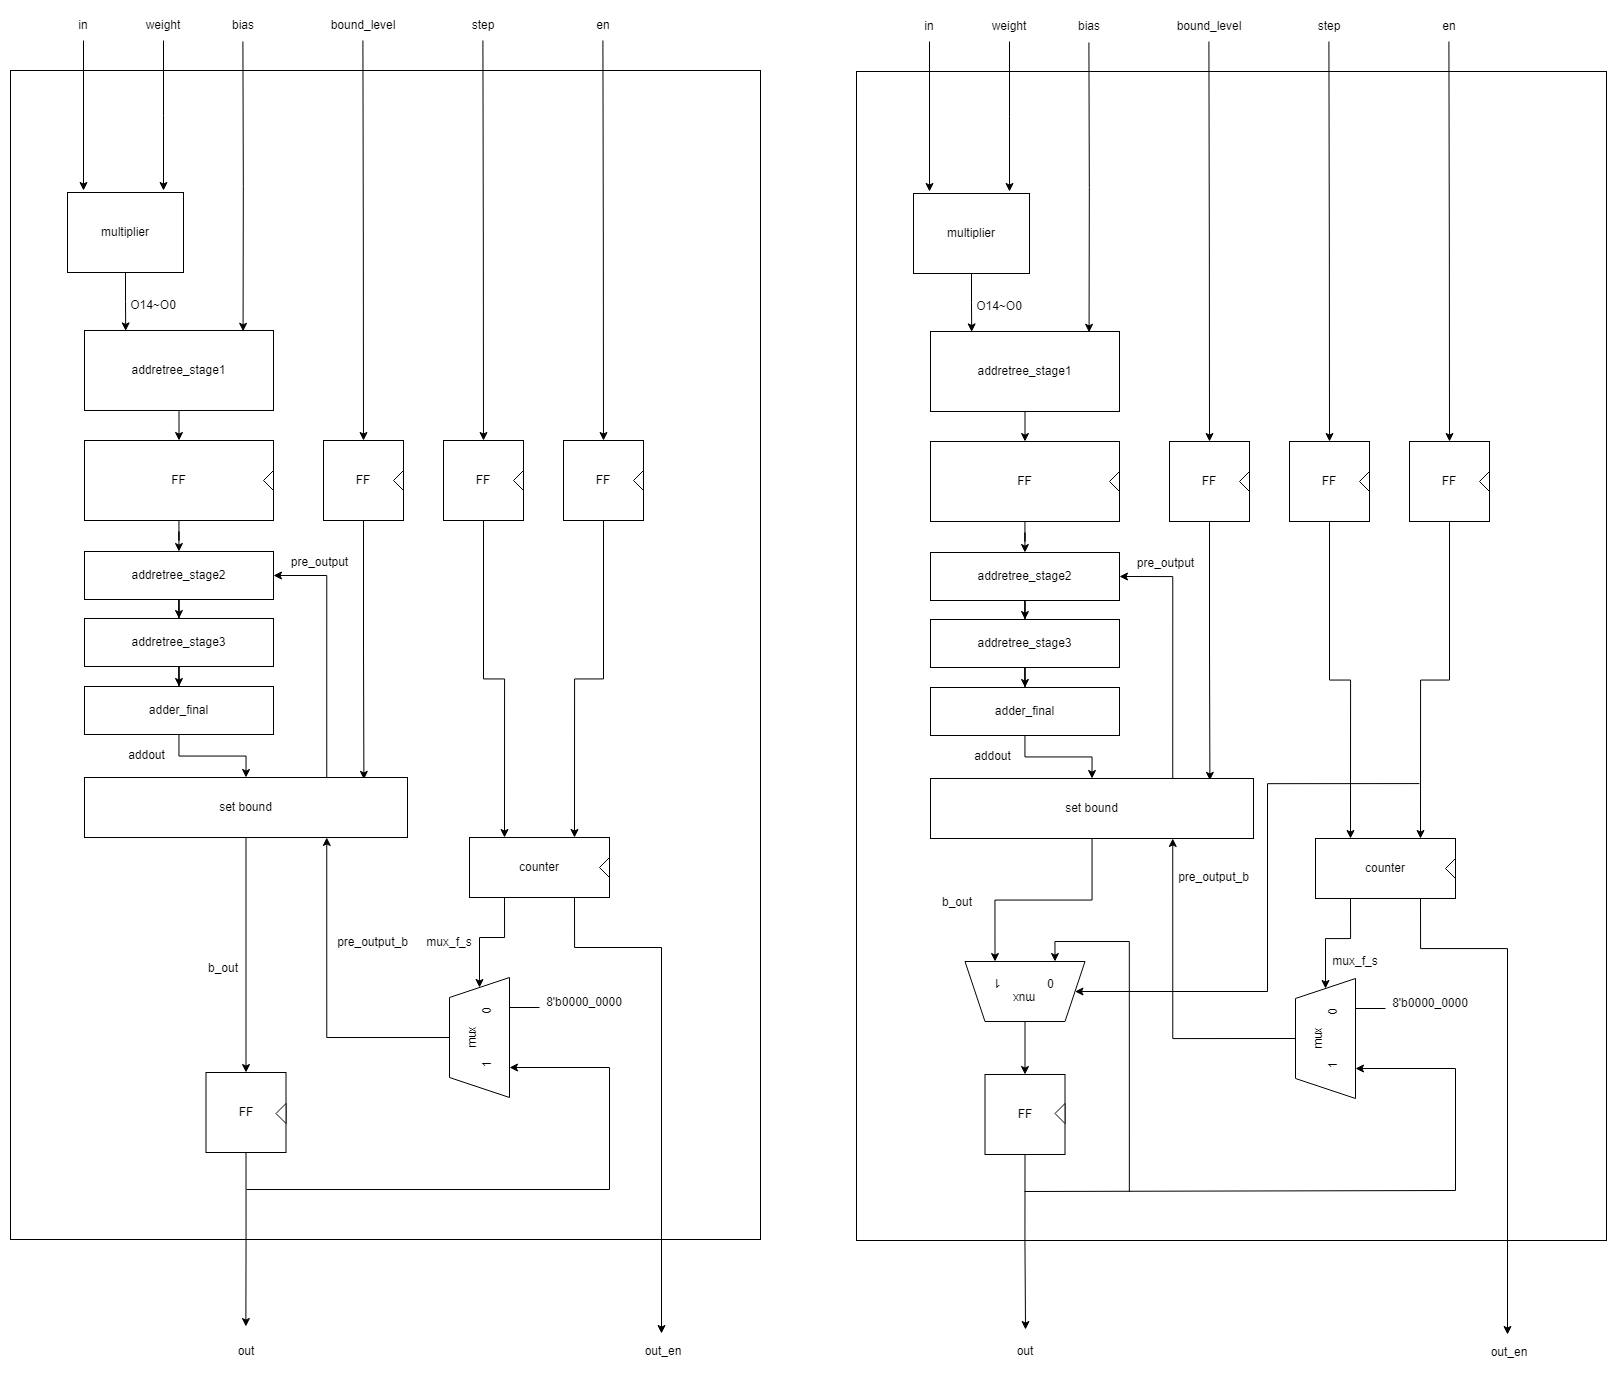 in weight bias bound_level step en
multiplier
O14~O0
addretree_stage1
FF FF FF FF
pre_output
addretree_stage2
addretree_stage3
adder_final
addout
set bound
counter
pre_output_b mux_f_s
b_out
0 8'b0000_0000
mux
1
FF
out out_en
in weight bias bound_level step en
multiplier
O14~O0
addretree_stage1
FF FF FF FF
pre_output
addretree_stage2
addretree_stage3
adder_final
addout
set bound
counter
pre_output_b
b_out
mux_f_s
1 0
mux
0 8'b0000_0000
mux
1
FF
out out_en